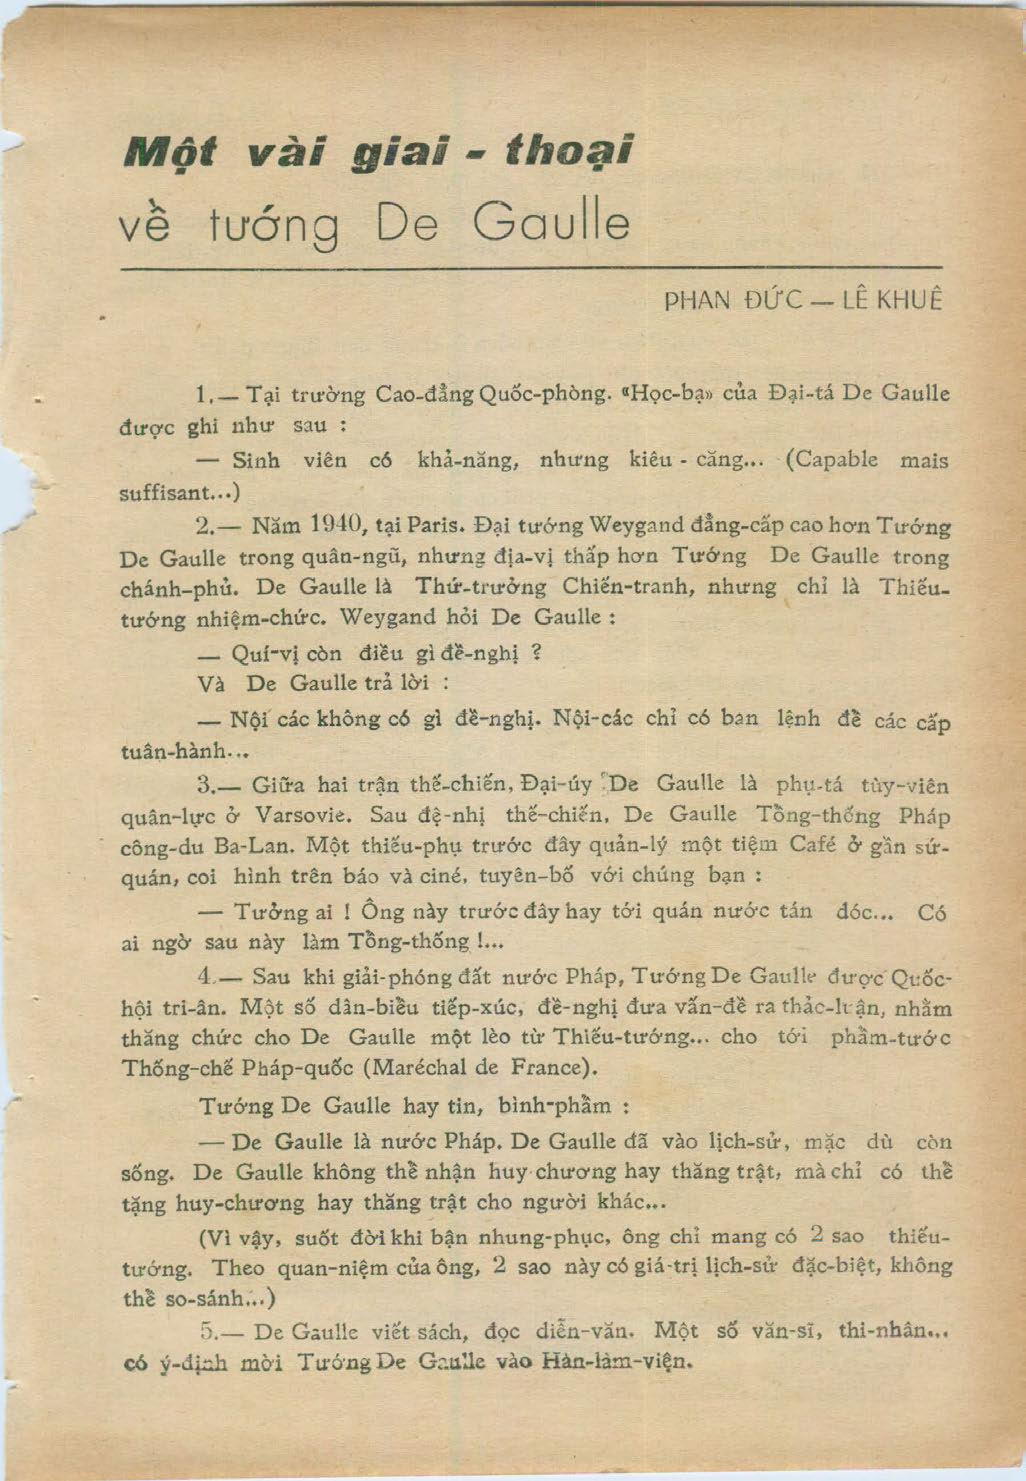 Một vài giai - thoại
về tướng De Gaulle
PHAN ĐỨC — LÊ KHUÊ
1.— Tại trường Cao-đẳng Quốc-phòng. «Học-bạ» của Đại-tá De Gaulle
được ghi như sau :
— Sinh viên có khả-năng, nhưng kiêu - căng... (Capable mais
suffisant...)
2.— Năm 1940, tại Paris. Đại tướng Weygand đẳng-cấp cao hơn Tướng
De Gaulle trong quân-ngũ, nhưng địa-vị thấp hơn Tướng De Gaulle trong
chánh-phủ. De Gaulle là Thứ-trưởng Chiến-tranh, nhưng chỉ là Thiếu-
tướng nhiệm-chức. Weygand hỏi De Gaulle :
— Quí-vị còn điều gì đề-nghị ?
Và De Gaulle trả lời :
— Nội các không có gì đề-nghị. Nội-các chỉ có ban lệnh để các cấp
tuân-hành...
3.— Giữa hai trận thế-chiến, Đại-úy De Gaulle là phụ-tá tùy-viên
quân-lực ở Varsovie. Sau đệ-nhị thế-chiến, De Gaulle Tổng-thống Pháp
công-du Ba-Lan. Một thiếu-phụ trước đây quản-lý một tiệm Café ở gần sứ-
quán, coi hình trên báo và ciné, tuyên-bố với chúng bạn :
— Tưởng ai ! Ông này trước đây hay tới quán nước tán dóc... Có
ai ngờ sau này làm Tổng-thống !...
4.— Sau khi giải-phóng đất nước Pháp, Tướng De Gaulle được Quốc-
hội tri-ân. Một số dân-biểu tiếp-xúc, đề-nghị đưa vấn-đề ra thảo-luận, nhằm
thăng chức cho De Gaulle một lèo từ Thiếu-tướng... cho tới phẩm-tước
Thống-chế Pháp-quốc (Maréchal de France).
Tướng De Gaulle hay tin, bình-phẩm :
— De Gaulle là nước Pháp. De Gaulle đã vào lịch-sử, mặc dù còn
sống. De Gaulle không thể nhận huy chương hay thăng trật, mà chỉ có thể
tặng huy-chương hay thăng trật cho người khác...
(Vì vậy, suốt đời khi bận nhung-phục, ông chỉ mang có 2 sao thiếu-
tướng. Theo quan-niệm của ông, 2 sao này có giá-trị lịch-sử đặc-biệt, không
thể so-sánh...)
5.— De Gaulle viết sách, đọc diễn-văn. Một số văn-sĩ, thi-nhân...
có ý-định mời Tướng De Gaulle vào Hàn-lâm-viện.